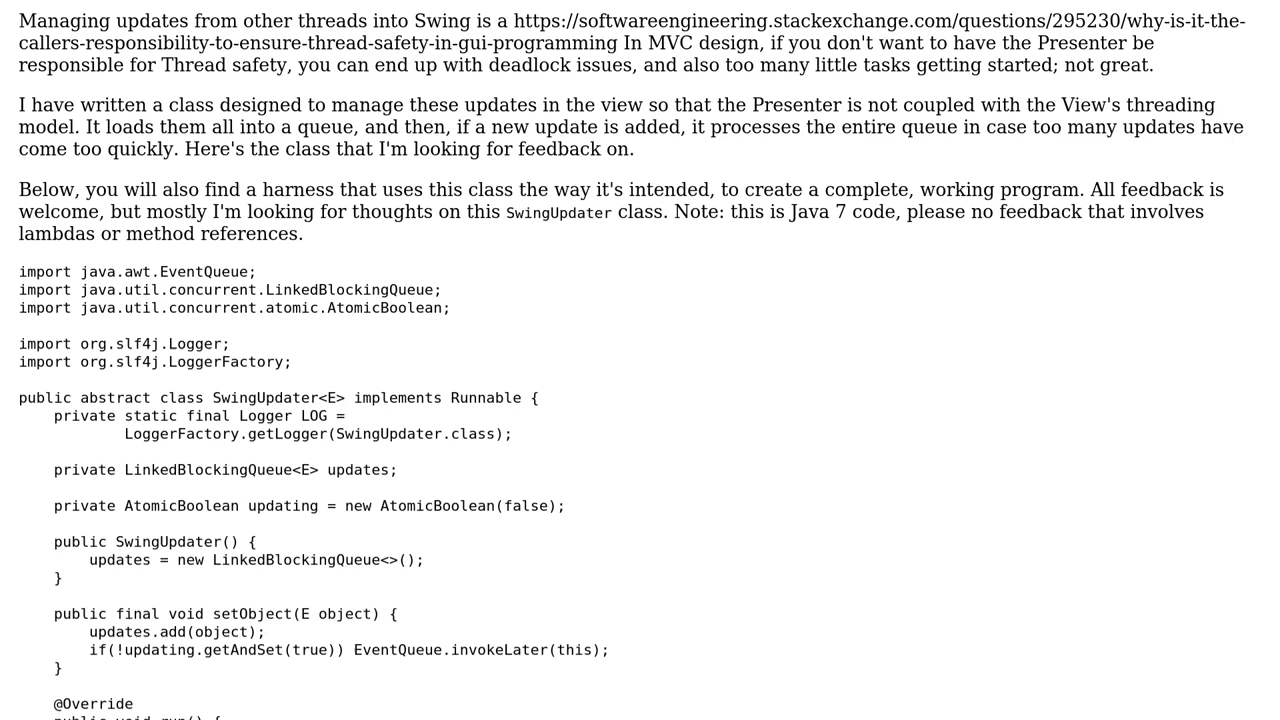 Managing updates from other threads into Swing is a https://softwareengineering.stackexchange.com/questions/295230/why-is-it-the-
callers-responsibility-to-ensure-thread-safety-in-gui-programming In MVC design, if you don't want to have the Presenter be
responsible for Thread safety, you can end up with deadlock issues, and also too many little tasks getting started; not great.
I have written a class designed to manage these updates in the view so that the Presenter is not coupled with the View's threading
model. It loads them all into a queue, and then, if a new update is added, it processes the entire queue in case too many updates have
come too quickly. Here's the class that I'm looking for feedback on.
Below, you will also find a harness that uses this class the way it's intended, to create a complete, working program. All feedback is
welcome, but mostly I'm looking for thoughts on this SwingUpdater class. Note: this is Java 7 code, please no feedback that involves
lambdas or method references.
import java.awt.EventQueue;
import java.util.concurrent.LinkedBlockingQueue;
import java.util.concurrent.atomic.AtomicBoolean;
import org.slf4j.Logger;
import org.slf4j.LoggerFactory;
public abstract class SwingUpdater<E> implements Runnable {
    private static final Logger LOG =
            LoggerFactory.getLogger(SwingUpdater.class);
    private LinkedBlockingQueue<E> updates;
    private AtomicBoolean updating = new AtomicBoolean(false);
    public SwingUpdater() {
        updates = new LinkedBlockingQueue<>();
    }
    public final void setObject(E object) {
        updates.add(object);
        if(!updating.getAndSet(true)) EventQueue.invokeLater(this);
    }
    @Override
    public void run() {